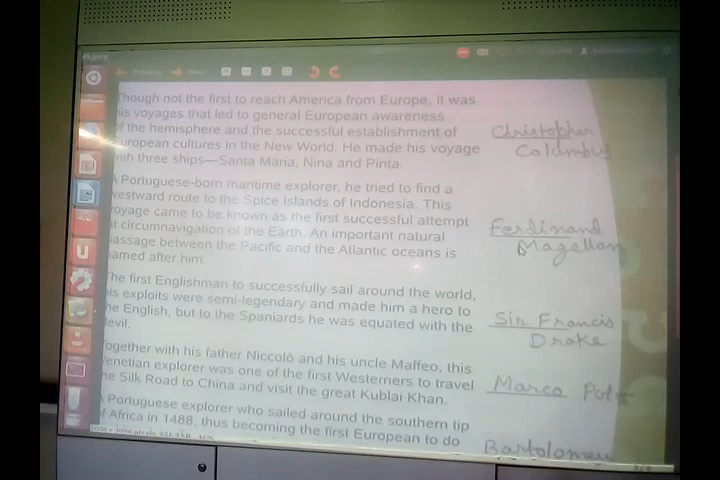 Previous Next
Though not the first to reach America from Europe, it was
his voyages that led to general European awareness
of the hemisphere and the successful establishment of
European cultures in the New World. He made his voyage
with three ships—Santa Maria, Nina and Pinta.
Christopher
Columbus
A Portuguese-born maritime explorer, he tried to find a
westward route to the Spice Islands of Indonesia. This
voyage came to be known as the first successful attempt
at circumnavigation of the Earth. An important natural
passage between the Pacific and the Atlantic oceans is
named after him.
Ferdinand
Magellan
The first Englishman to successfully sail around the world,
his exploits were semi-legendary and made him a hero to
the English, but to the Spaniards he was equated with the
devil.
Sir Francis
Drake
Together with his father Niccolò and his uncle Maffeo, this
Venetian explorer was one of the first Westerners to travel
the Silk Road to China and visit the great Kublai Khan.
Marco Polo
A Portuguese explorer who sailed around the southern tip
of Africa in 1488, thus becoming the first European to do
Bartolomeu